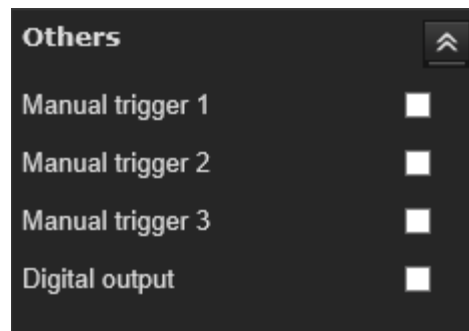 Others
Manual trigger 1
Manual trigger 2
Manual trigger 3
Digital output